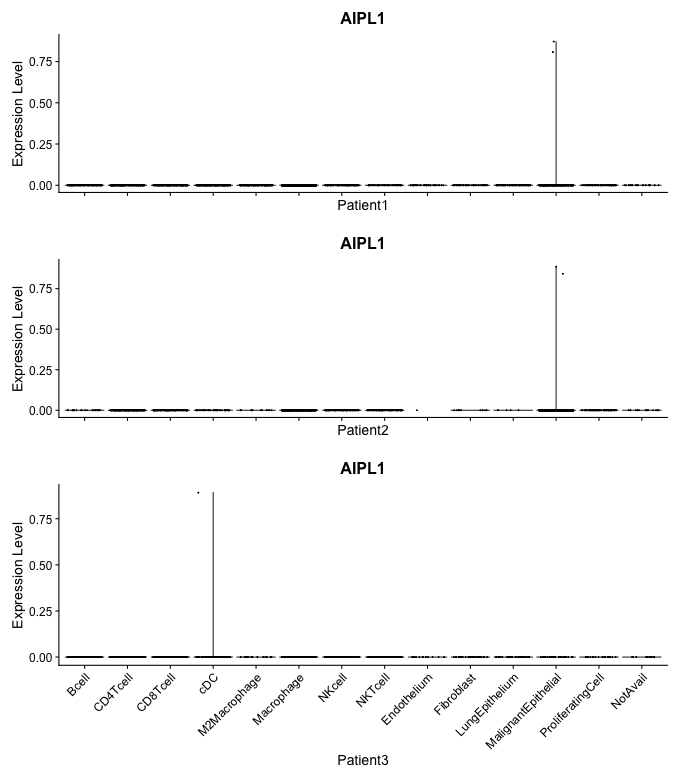 AIPL1
Expression Level
0.75
0.50
0.25
0.00
Patient1
AIPL1
Expression Level
0.75
0.50
0.25
0.00
Patient2
AIPL1
Expression Level
0.75
0.50
0.25
0.00
Bcell
CD4Tcell
CD8Tcell
cDC
M2Macrophage
Macrophage
NKcell
NKTcell
Endothelium
Fibroblast
LungEpithelium
MalignantEpithelial
ProliferatingCell
NotAvail
Patient3